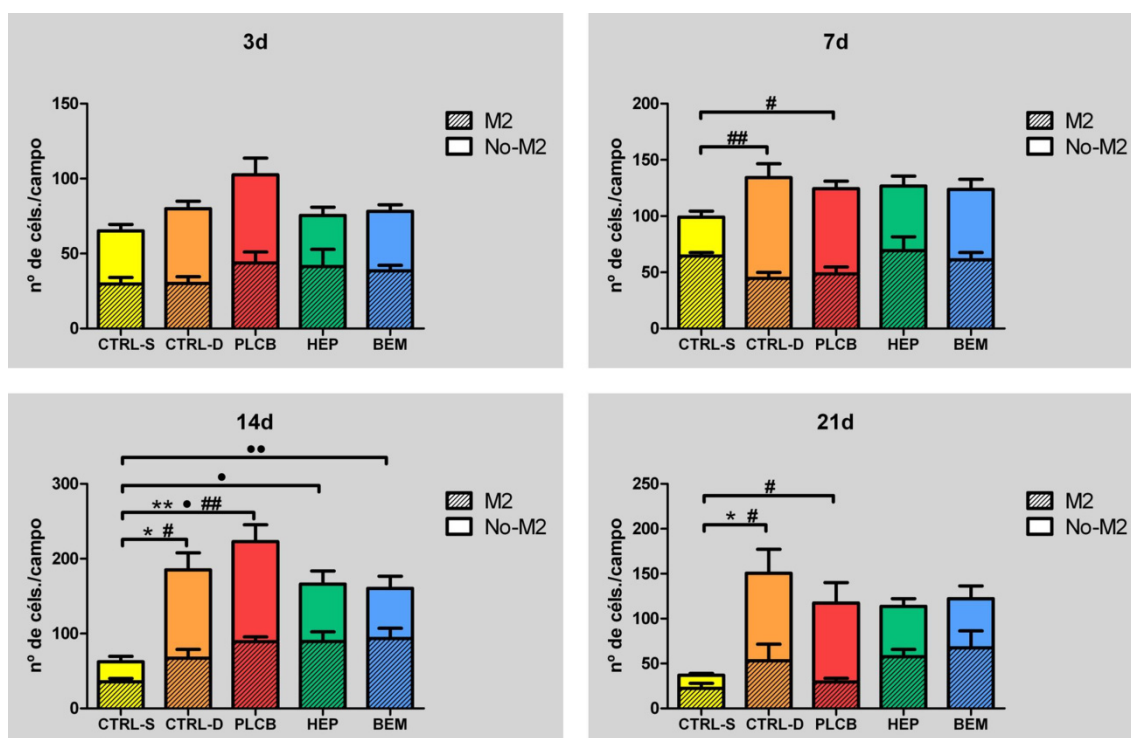 3d
150
100
50
0
nº de céls./campo
M2
No-M2
CTRL-S CTRL-D PLCB HEP BEM
7d
200
150
100
50
0
nº de céls./campo
#
##
M2
No-M2
CTRL-S CTRL-D PLCB HEP BEM
14d
300
200
100
0
nº de céls./campo
••
•
** • ##
* #
M2
No-M2
CTRL-S CTRL-D PLCB HEP BEM
21d
250
200
150
100
50
0
nº de céls./campo
#
* #
M2
No-M2
CTRL-S CTRL-D PLCB HEP BEM